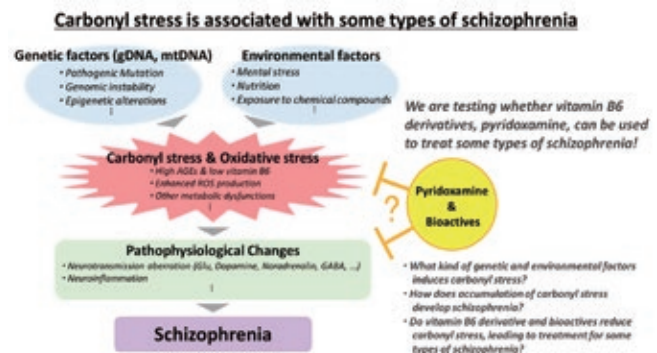 Carbonyl stress is associated with some types of schizophrenia
Genetic factors (gDNA, mtDNA)
• Pathogenic Mutation
• Genomic instability
• Epigenetic alterations
⁞
Environmental factors
• Mental stress
• Nutrition
• Exposure to chemical compounds
⁞
We are testing whether vitamin B6
derivatives, pyridoxamine, can be used
to treat some types of schizophrenia!
Carbonyl stress & Oxidative stress
• High AGEs & low vitamin B6
• Enhanced ROS production
• Other metabolic dysfunctions
⁞
Pyridoxamine
&
Bioactives
?
Pathophysiological Changes
• Neurotransmission aberration (Glu, Dopamine, Noradrenalin, GABA, ...)
• Neuroinflammation
⁞
Schizophrenia
• What kind of genetic and environmental factors
induces carbonyl stress?
• How does accumulation of carbonyl stress
develop schizophrenia?
• Do vitamin B6 derivative and bioactives reduce
carbonyl stress, leading to treatment for some
types of schizophrenia?